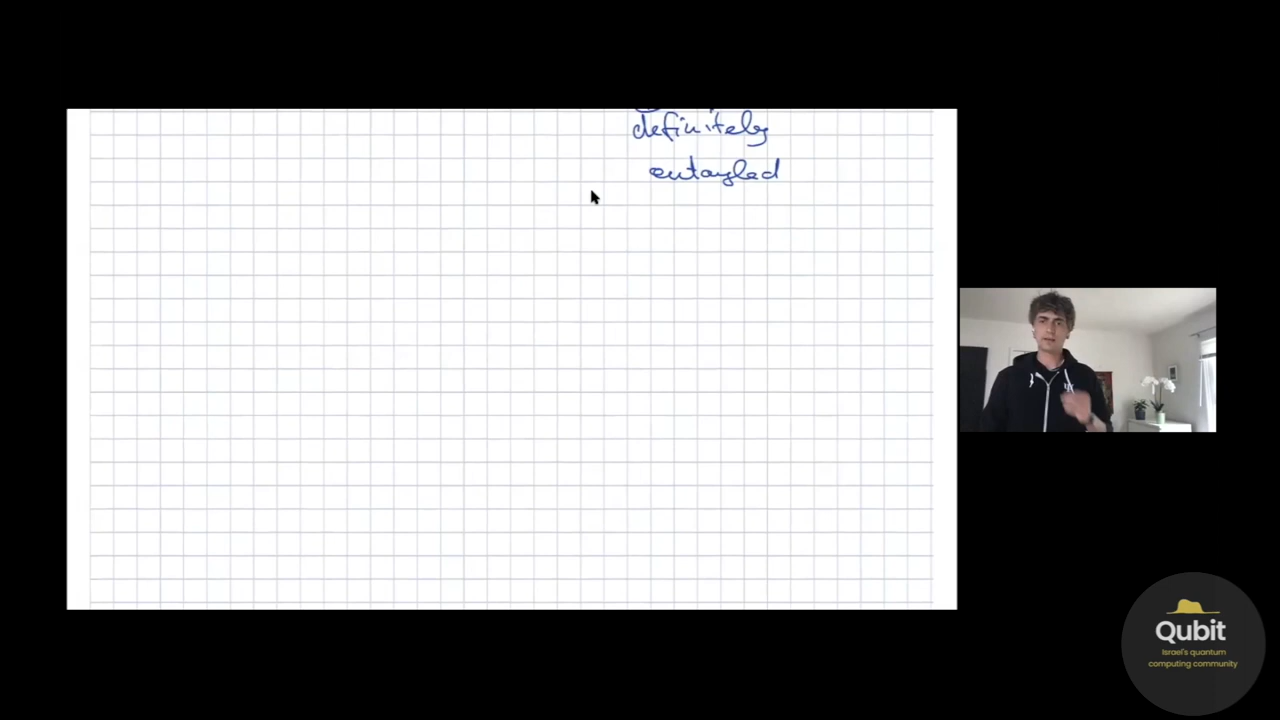 definitely
entangled
Qubit
Israel's quantum
computing community